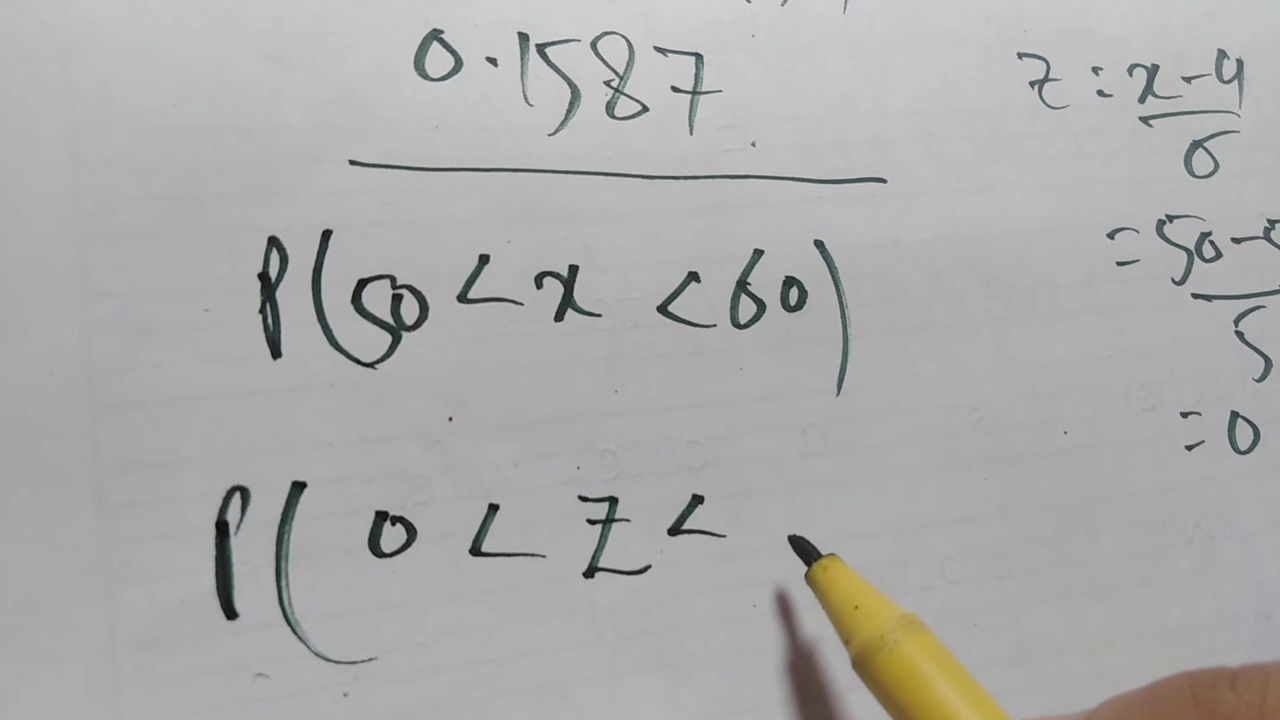 0.1587
P(50 < x < 60)
P( 0 < Z <
Z = x - μ
σ
= 50 -
5
= 0